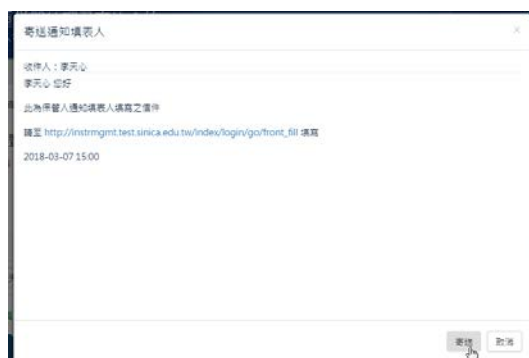 寄送通知填表人
收件人：李天心
李天心 您好
此為保管人通知填表人填寫之信件
請至 http://instrmgmt.test.sinica.edu.tw/index/login/go/front_fill 填寫
2018-03-07 15:00
寄送
取消